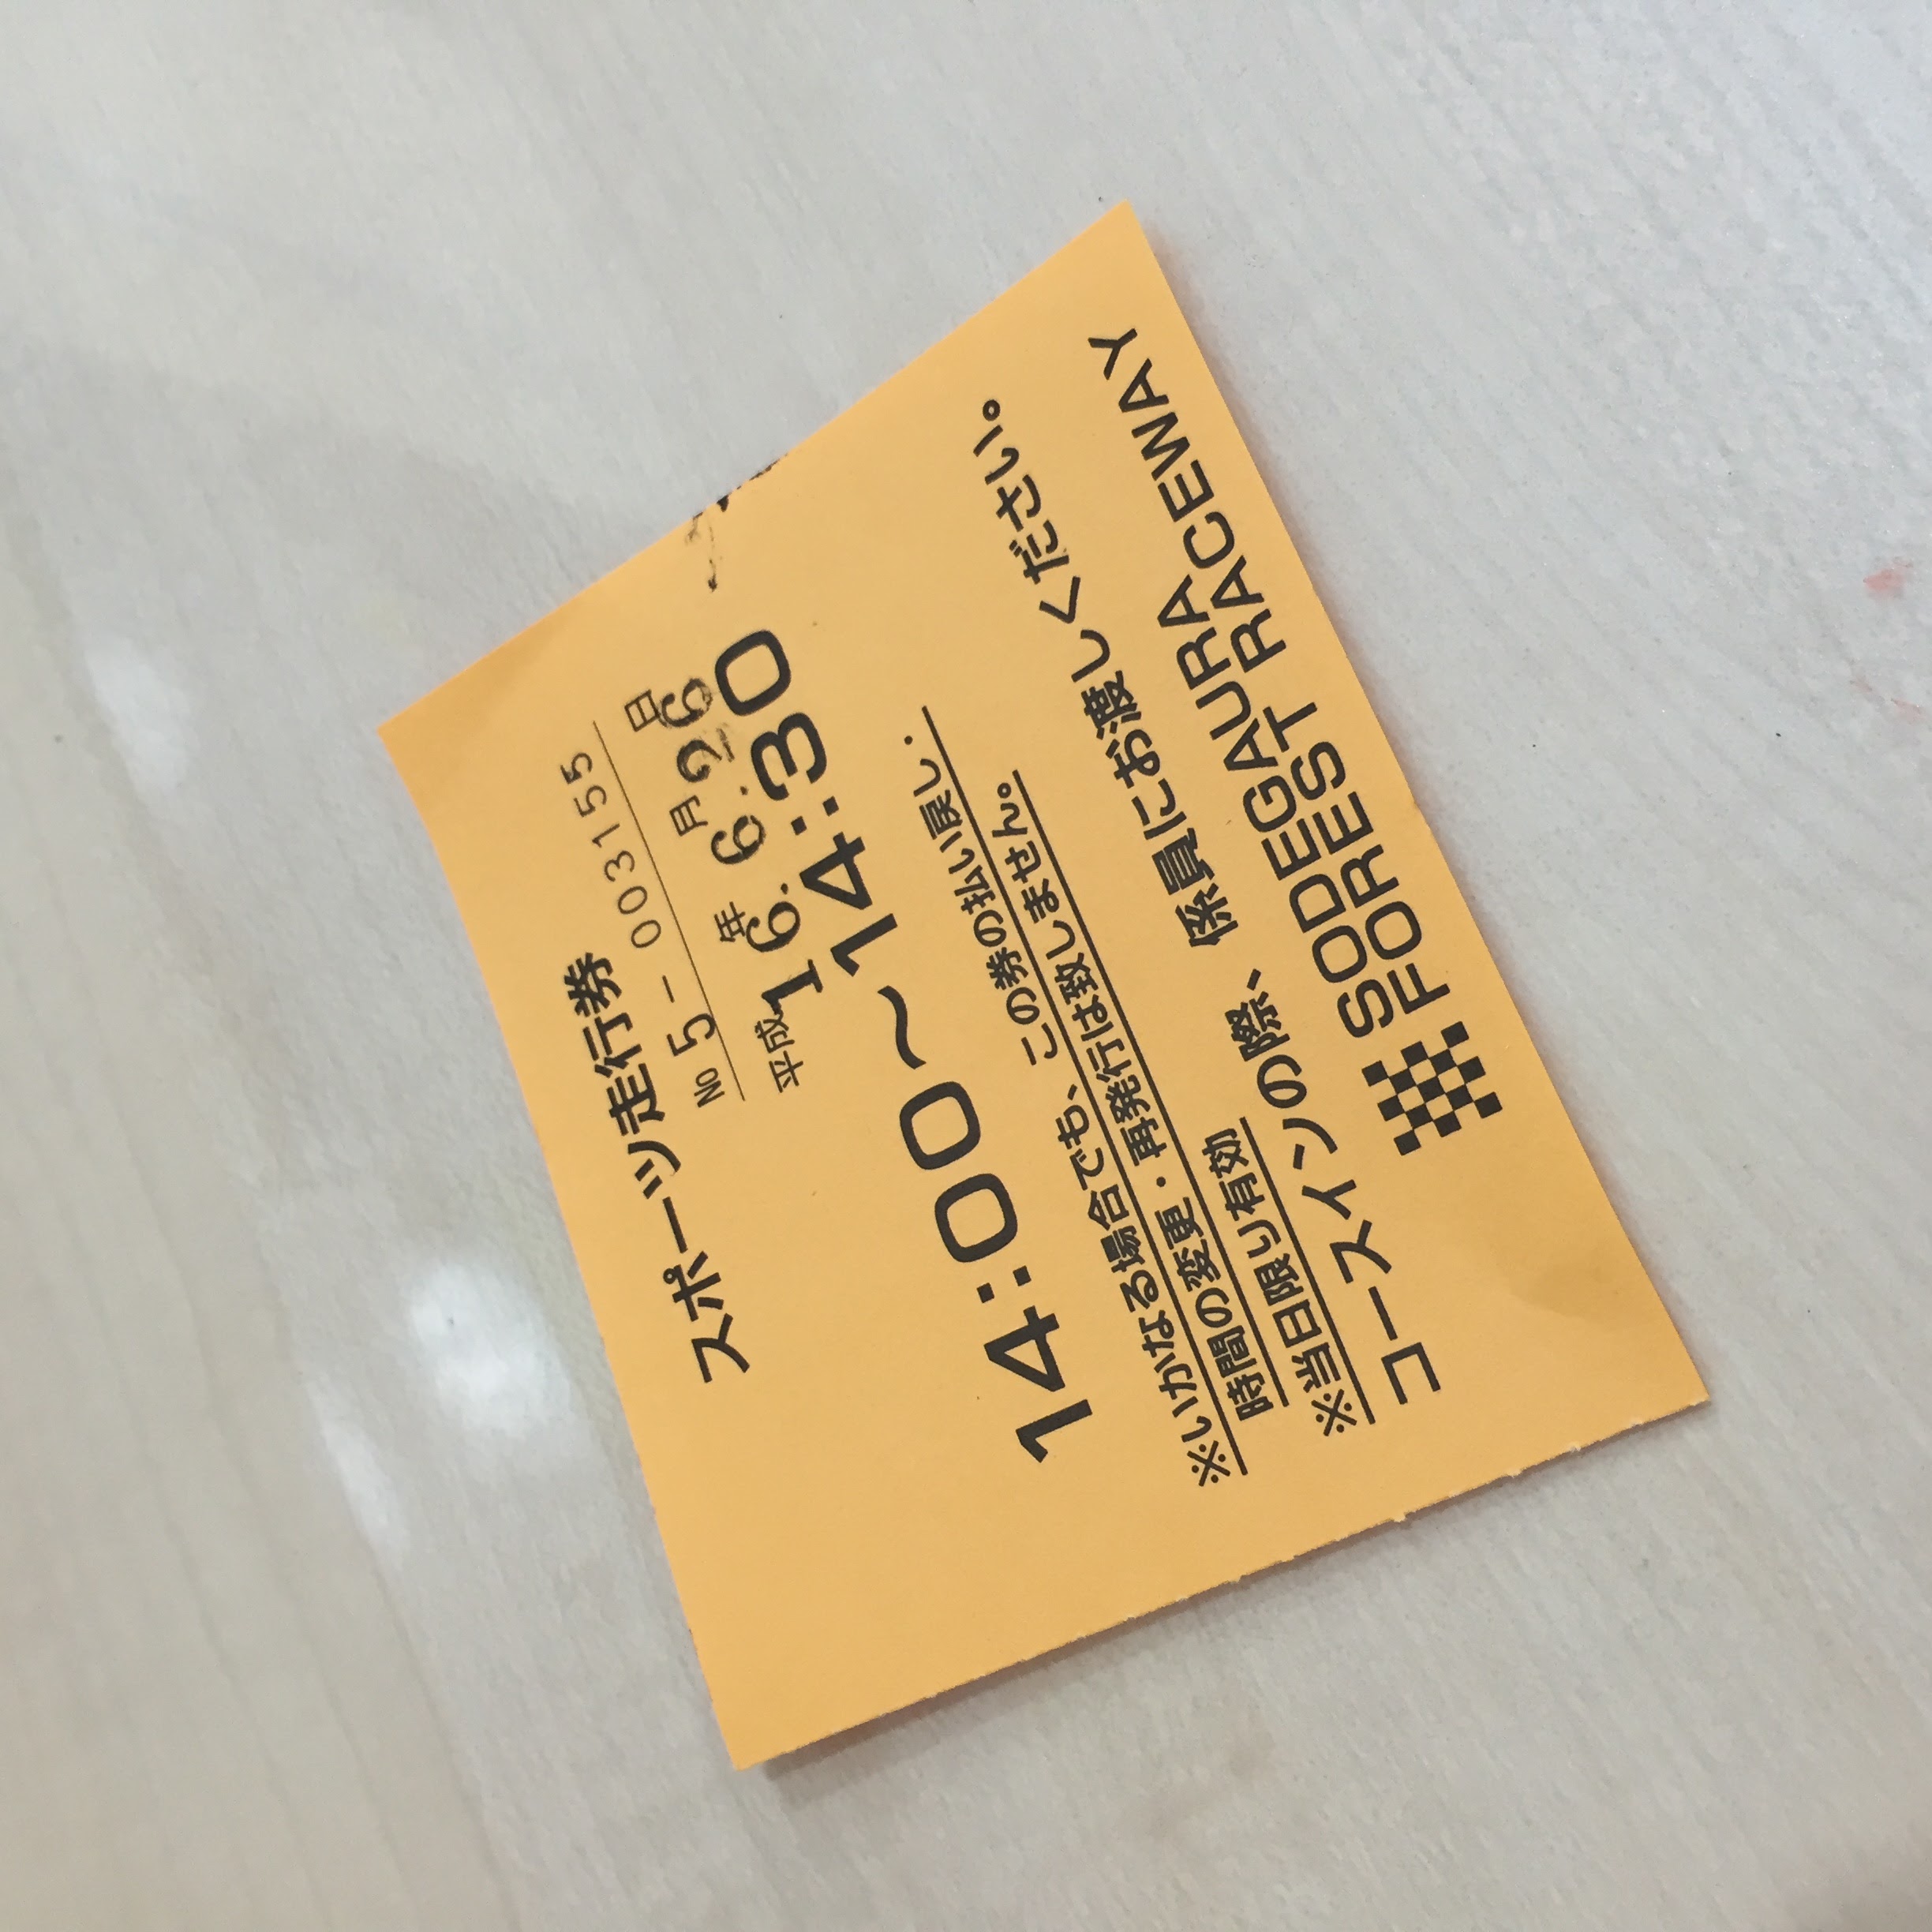 スポーツ走行券
No 5-003155
平成 年 月 日
16. 6. 26
14:00〜14:30
※いかなる場合でも、この券の払い戻し・
時間の変更・再発行は致しません。
※当日限り有効
コースインの際、係員にお渡しください。
SODEGAURA
FOREST RACEWAY